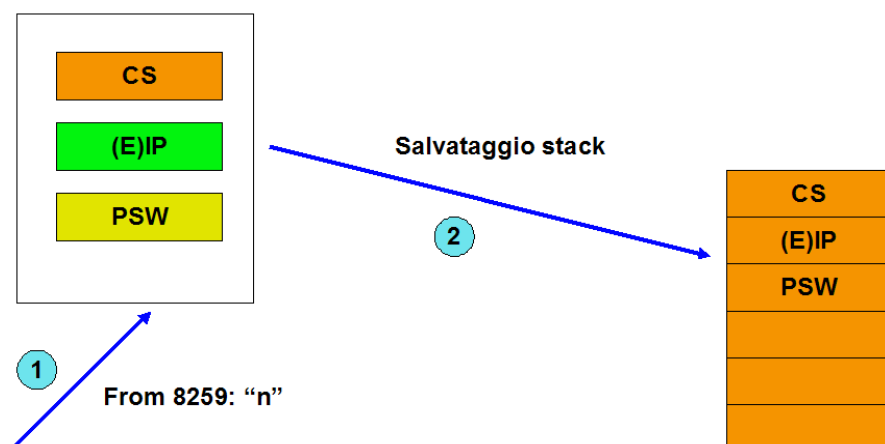 CS
(E)IP
PSW
Salvataggio stack
2
CS
(E)IP
PSW
1
From 8259: “n”